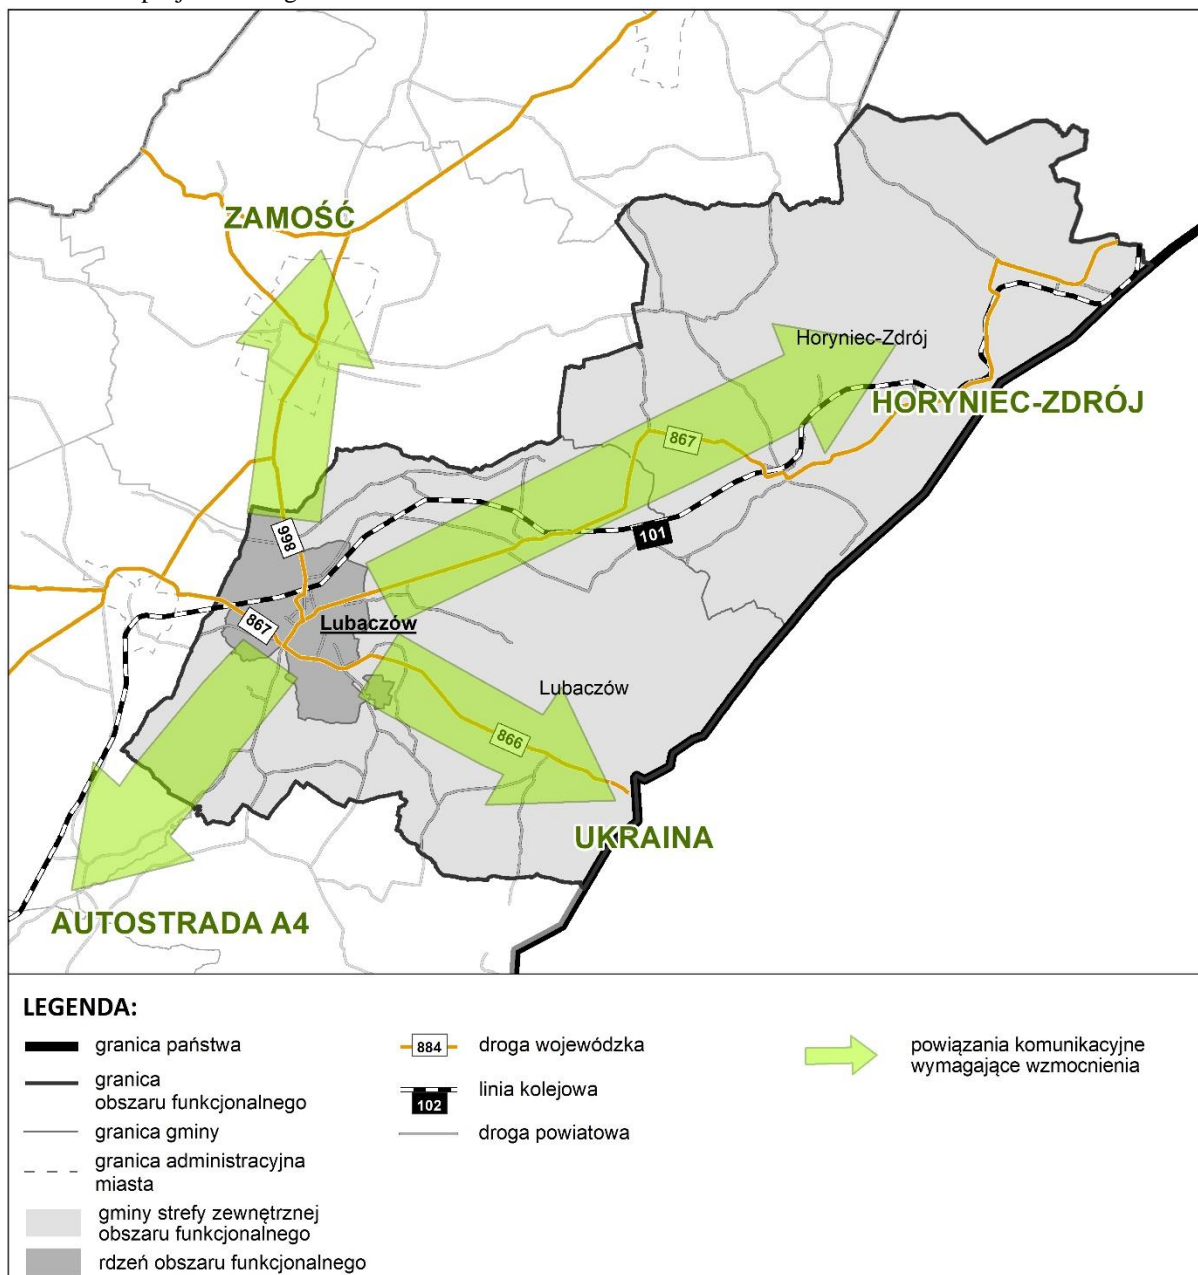 ZAMOŚĆ
Horyniec-Zdrój
HORYNIEC-ZDRÓJ
867
101
866
867
Lubaczów
Lubaczów
866
UKRAINA
AUTOSTRADA A4
LEGENDA:
granica państwa
granica
obszaru funkcjonalnego
granica gminy
granica administracyjna
miasta
gminy strefy zewnętrznej
obszaru funkcjonalnego
rdzeń obszaru funkcjonalnego
884 droga wojewódzka
linia kolejowa
102
droga powiatowa
powiązania komunikacyjne
wymagające wzmocnienia